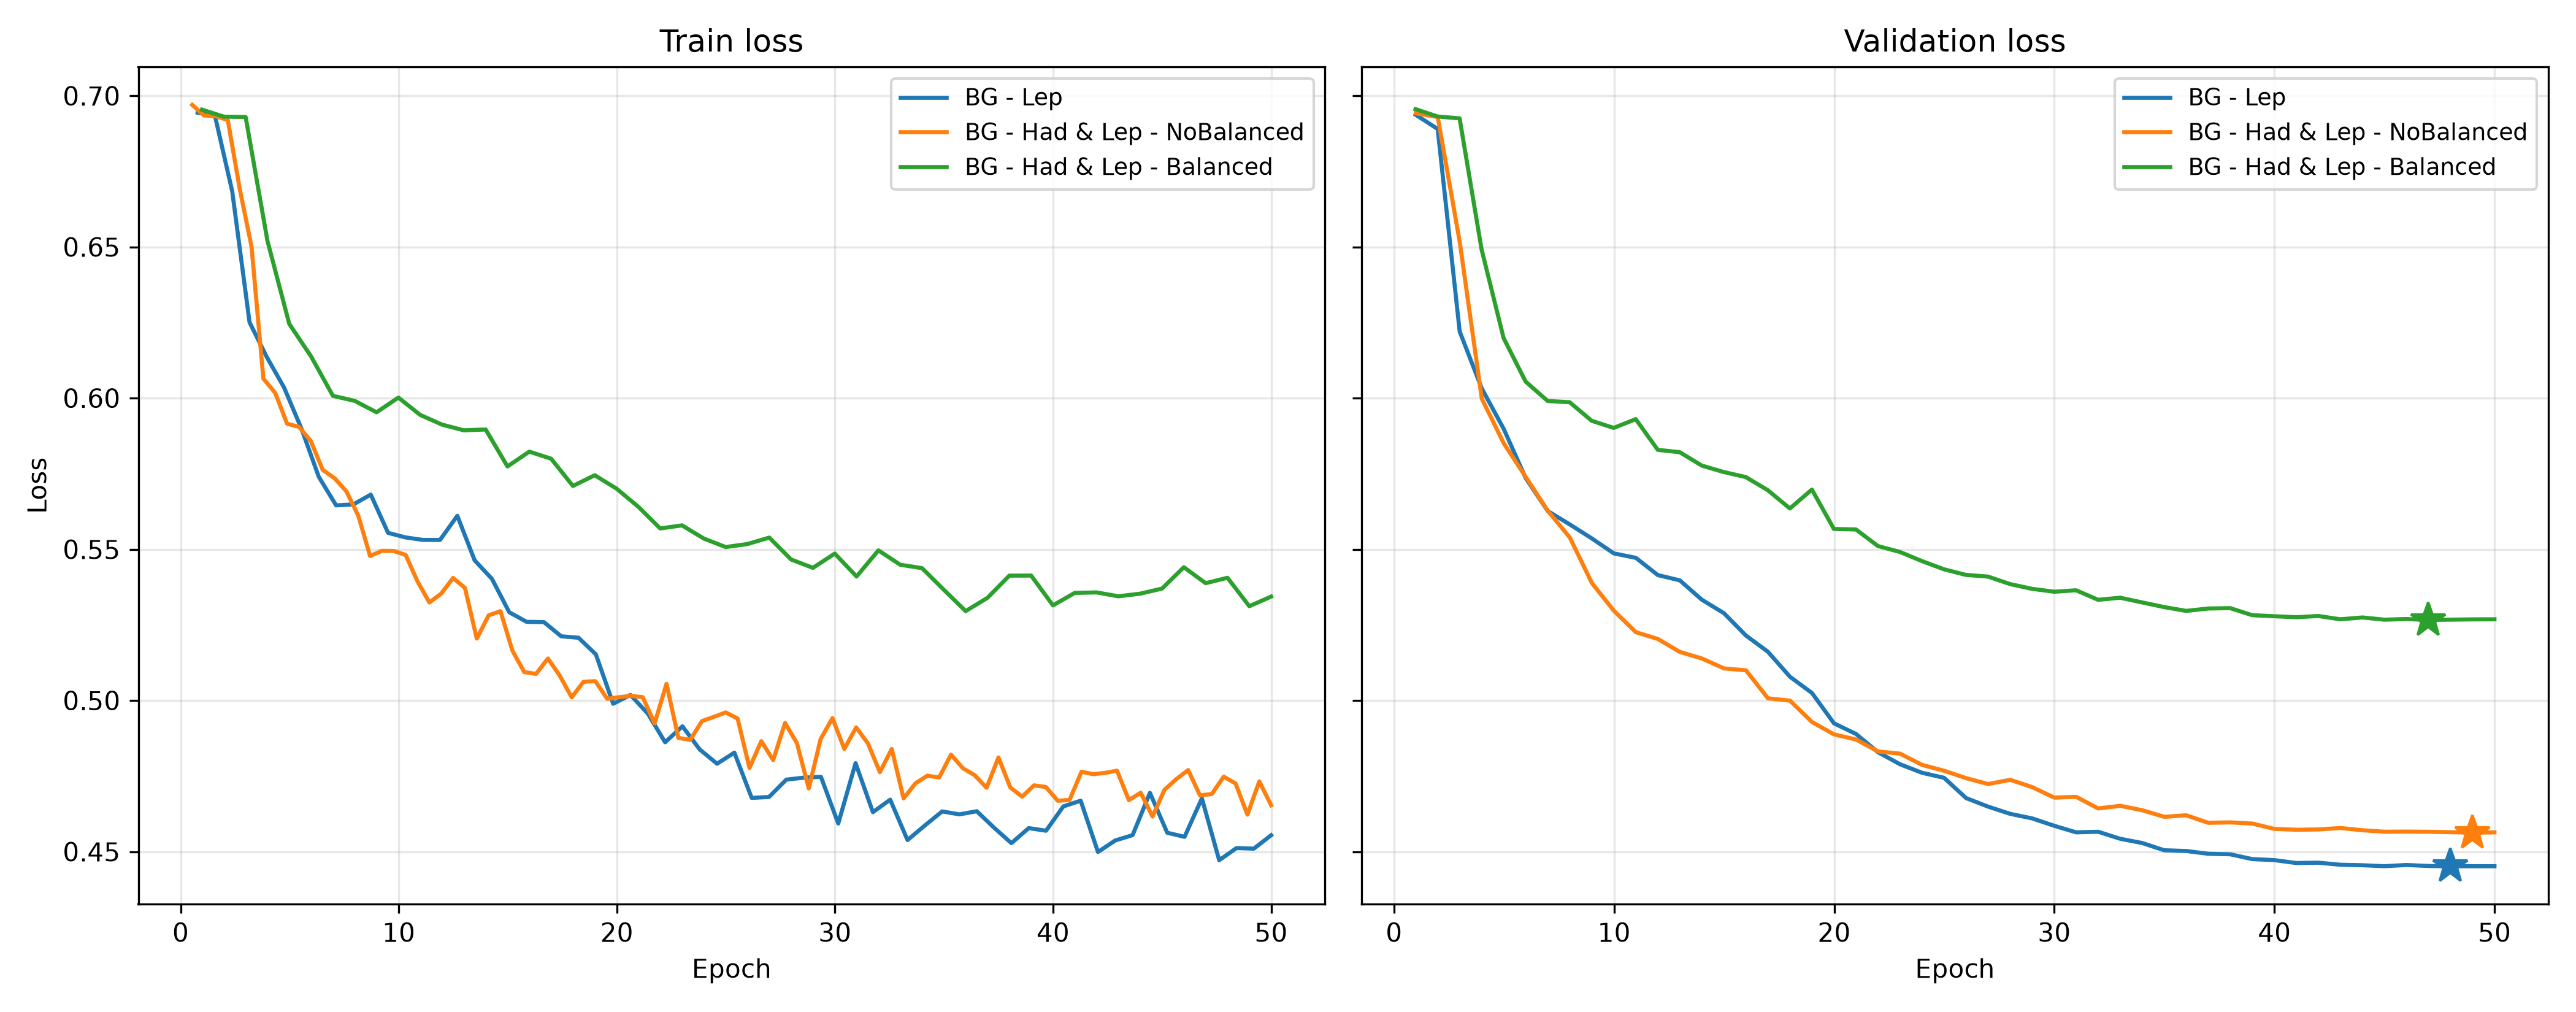 Train loss
Validation loss
BG - Lep
BG - Had & Lep - NoBalanced
BG - Had & Lep - Balanced
BG - Lep
BG - Had & Lep - NoBalanced
BG - Had & Lep - Balanced
Loss
0.70
0.65
0.60
0.55
0.50
0.45
0 10 20 30 40 50
0 10 20 30 40 50
Epoch
Epoch